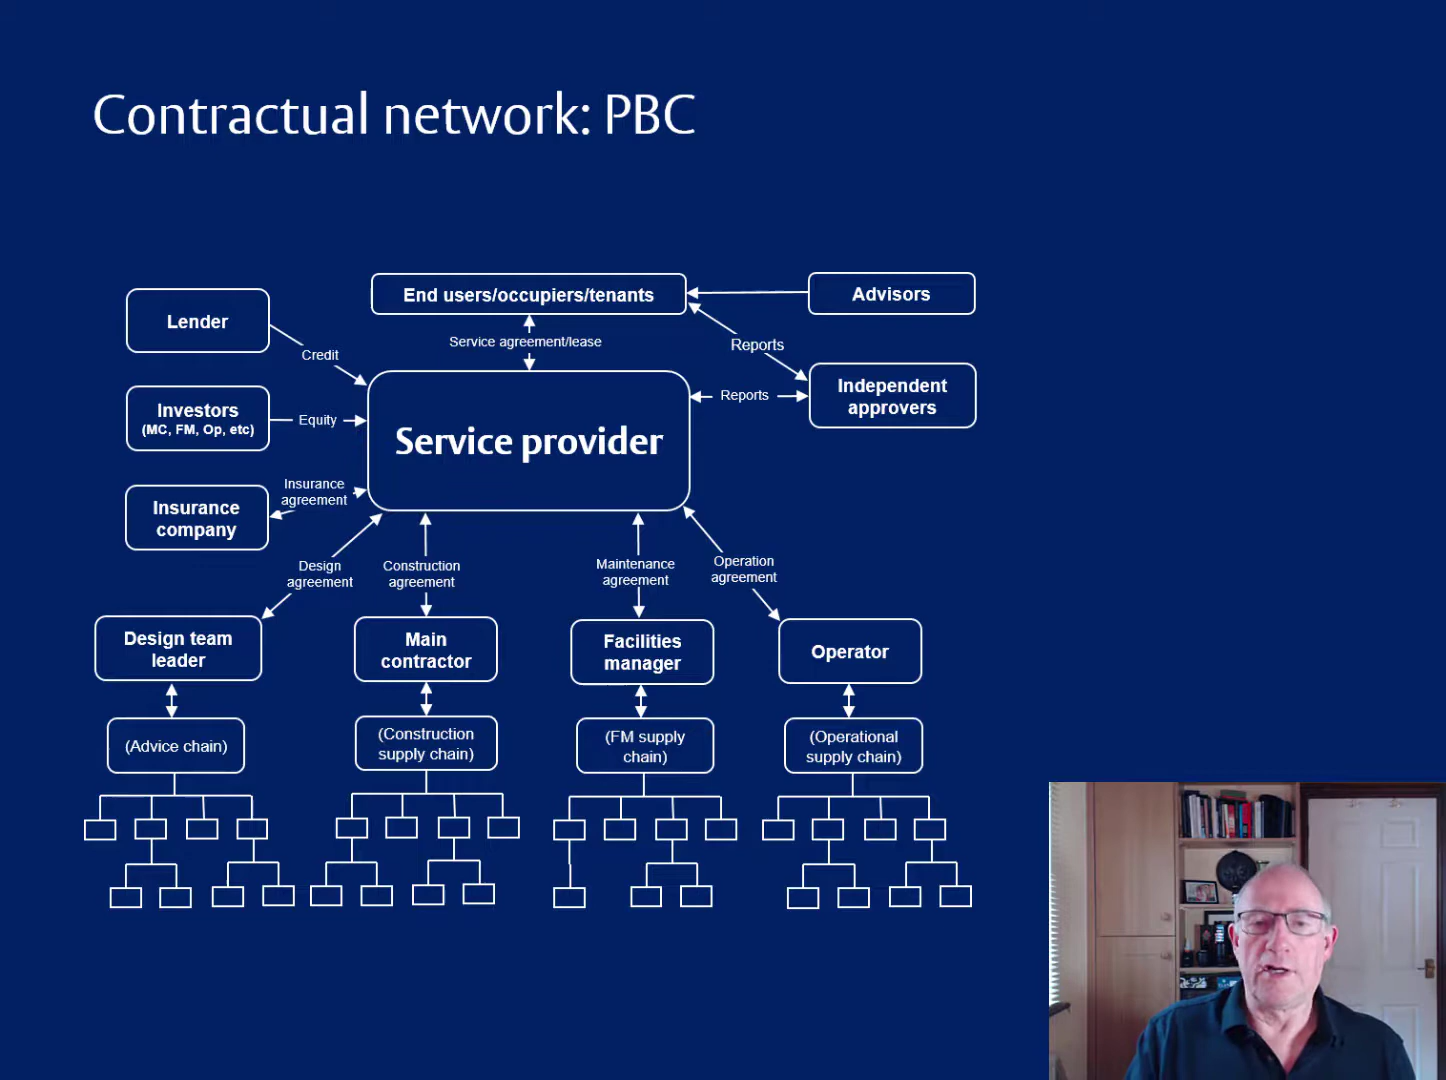 Contractual network: PBC
End users/occupiers/tenants
Advisors
Lender
Service agreement/lease
Credit
Reports
Independent
approvers
Reports
Investors
(MC, FM, Op, etc)
Equity
Service provider
Insurance
agreement
Insurance
company
Design
agreement
Construction
agreement
Maintenance
agreement
Operation
agreement
Design team
leader
Main
contractor
Facilities
manager
Operator
(Advice chain)
(Construction
supply chain)
(FM supply
chain)
(Operational
supply chain)